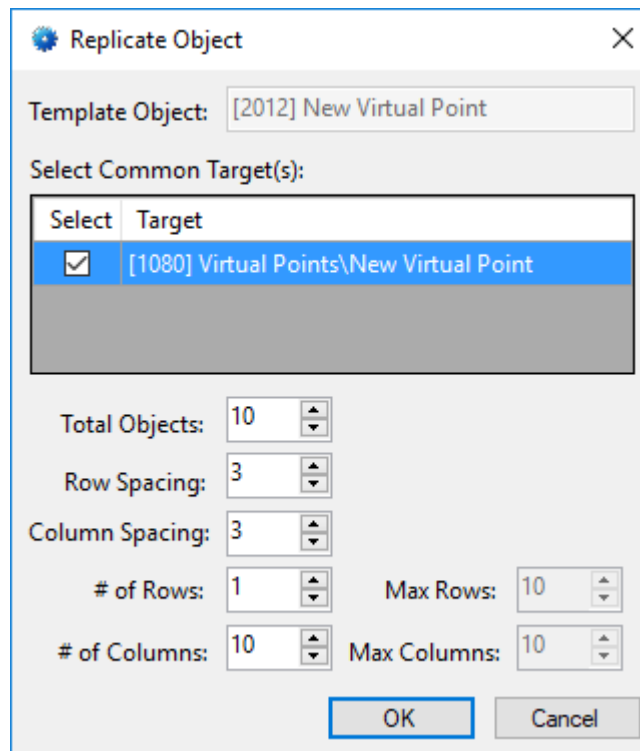 Replicate Object
Template Object: [2012] New Virtual Point
Select Common Target(s):
Select Target
[1080] Virtual Points\New Virtual Point
Total Objects: 10
Row Spacing: 3
Column Spacing: 3
# of Rows: 1 Max Rows: 10
# of Columns: 10 Max Columns: 10
OK Cancel